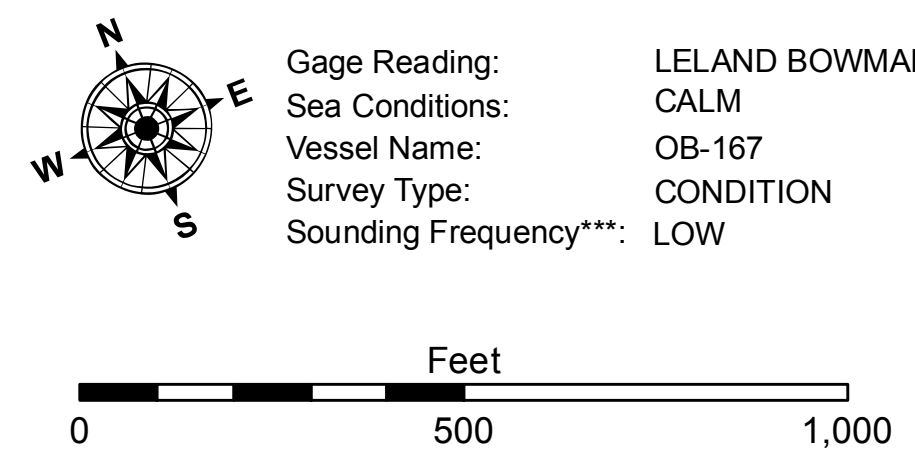 N
E
W
S
Gage Reading: LELAND BOWMA
Sea Conditions: CALM
Vessel Name: OB-167
Survey Type: CONDITION
Sounding Frequency***: LOW
Feet
0 500 1,000